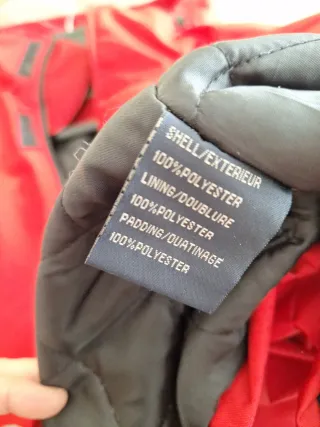 SHELL/EXTERIEUR
100%POLYESTER
LINING/DOUBLURE
100%POLYESTER
PADDING/OUATINAGE
100%POLYESTER